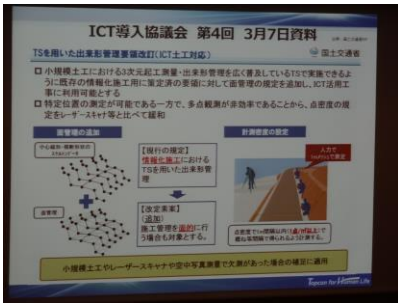 ICT導入協議会 第4回 3月7日資料
TSを用いた出来形管理要領改訂(ICT土工対応)
国土交通省
□ 小規模土工における3次元起工測量・出来形管理を広く普及しているTSで実施できるよ
うに既存の情報化施工用に策定済の要領に対して面管理の規定を追加し、ICT活用工
事に利用可能とする
□ 特定位置の測定が可能である一方で、多点観測が非効率であることから、点密度の規
定をレーザースキャナ等と比べて緩和
面管理の追加
計測密度の設定
【現行の規定】
情報化施工における
TSを用いた出来形管
理
面管理
【改定素案】
(追加)
施工管理を面的に行
う場合も対象とする。
人力で
小規模土工やレーザースキャナや空中写真測量で欠測があった場合の補足に適用
Topcon for Human Life